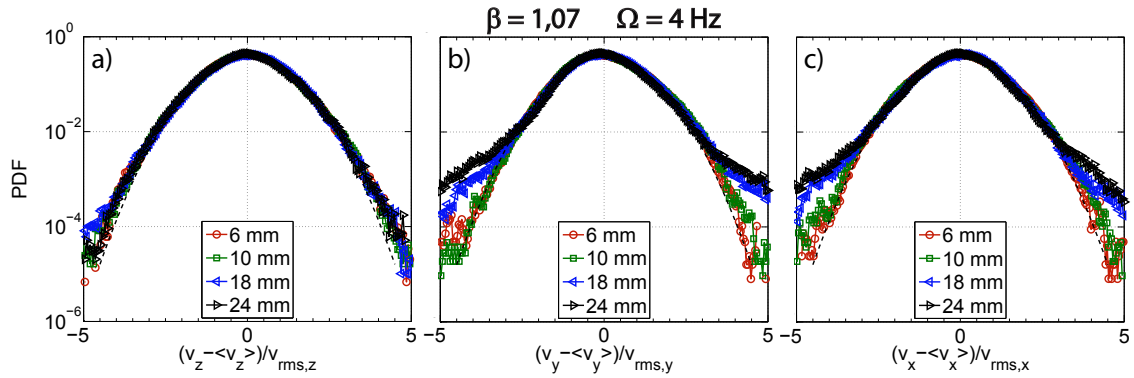 β = 1,07 Ω = 4 Hz
a) b) c)
PDF
10^0
10^-2
10^-4
10^-6
6 mm
10 mm
18 mm
24 mm
−5 0 5
(v_z−<v_z>)/v_rms,z
6 mm
10 mm
18 mm
24 mm
−5 0 5
(v_y−<v_y>)/v_rms,y
6 mm
10 mm
18 mm
24 mm
−5 0 5
(v_x−<v_x>)/v_rms,x